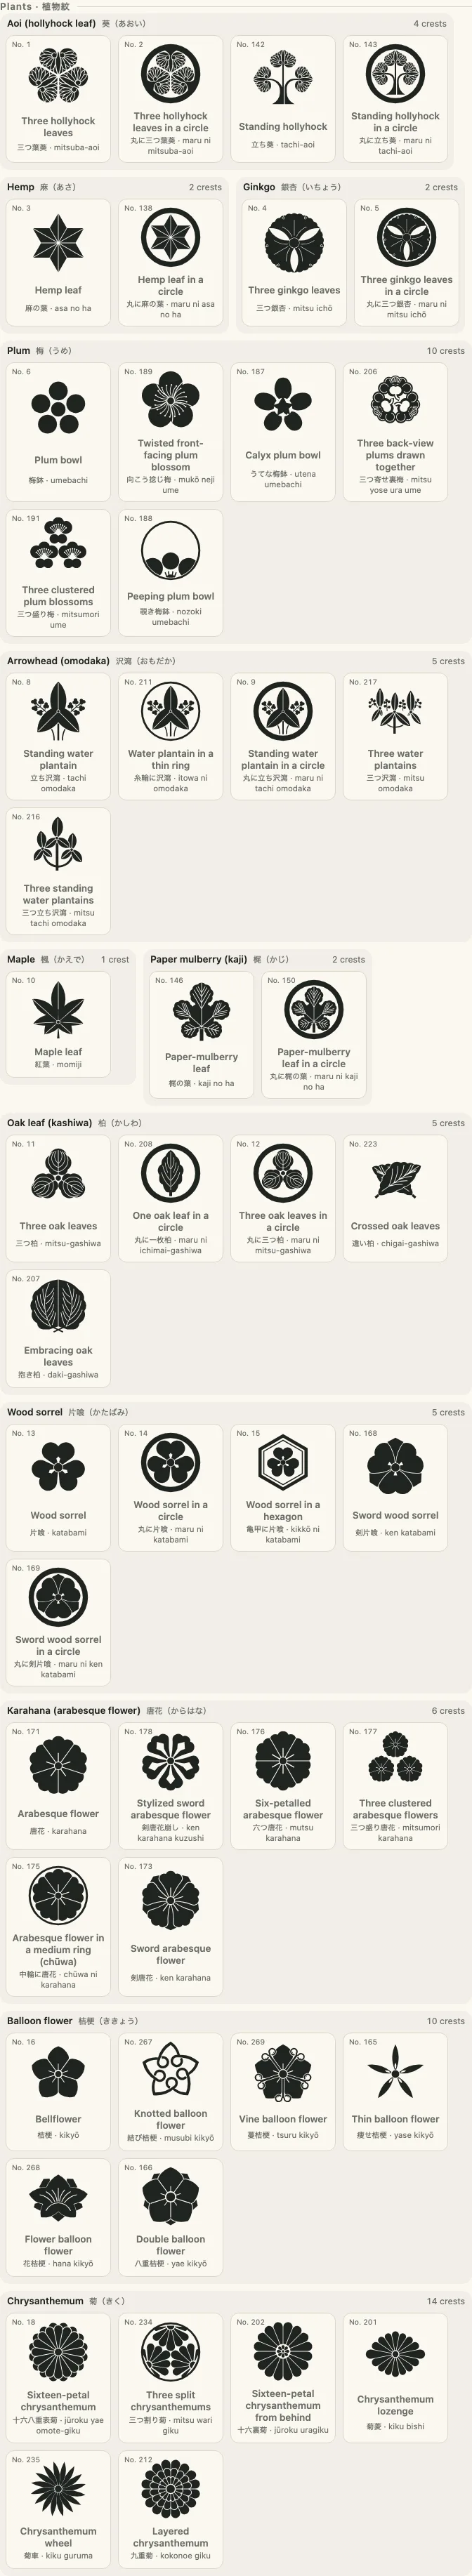 Plants · 植物紋
Aoi (hollyhock leaf) 葵（あおい） 4 crests
No. 1
Three hollyhock
leaves
三つ葉葵 · mitsuba-aoi
No. 2
Three hollyhock
leaves in a circle
丸に三つ葉葵 · maru ni
mitsuba-aoi
No. 142
Standing hollyhock
立ち葵 · tachi-aoi
No. 143
Standing hollyhock
in a circle
丸に立ち葵 · maru ni
tachi-aoi
Hemp 麻（あさ） 2 crests
No. 3
Hemp leaf
麻の葉 · asa no ha
No. 138
Hemp leaf in a
circle
丸に麻の葉 · maru ni asa
no ha
Ginkgo 銀杏（いちょう） 2 crests
No. 4
Three ginkgo leaves
三つ銀杏 · mitsu ichō
No. 5
Three ginkgo leaves
in a circle
丸に三つ銀杏 · maru ni
mitsu ichō
Plum 梅（うめ） 10 crests
No. 6
Plum bowl
梅鉢 · umebachi
No. 189
Twisted front-
facing plum
blossom
向こう捻じ梅 · mukō neji
ume
No. 187
Calyx plum bowl
うてな梅鉢 · utena
umebachi
No. 206
Three back-view
plums drawn
together
三つ寄せ裏梅 · mitsu
yose ura ume
No. 191
Three clustered
plum blossoms
三つ盛り梅 · mitsumori
ume
No. 188
Peeping plum bowl
覗き梅鉢 · nozoki
umebachi
Arrowhead (omodaka) 沢瀉（おもだか） 5 crests
No. 8
Standing water
plantain
立ち沢瀉 · tachi
omodaka
No. 211
Water plantain in a
thin ring
糸輪に沢瀉 · itowa ni
omodaka
No. 9
Standing water
plantain in a circle
丸に立ち沢瀉 · maru ni
tachi omodaka
No. 217
Three water
plantains
三つ沢瀉 · mitsu
omodaka
No. 216
Three standing
water plantains
三つ立ち沢瀉 · mitsu
tachi omodaka
Maple 楓（かえで） 1 crest
No. 10
Maple leaf
紅葉 · momiji
Paper mulberry (kaji) 梶（かじ） 2 crests
No. 146
Paper-mulberry
leaf
梶の葉 · kaji no ha
No. 150
Paper-mulberry
leaf in a circle
丸に梶の葉 · maru ni kaji
no ha
Oak leaf (kashiwa) 柏（かしわ） 5 crests
No. 11
Three oak leaves
三つ柏 · mitsu-gashiwa
No. 208
One oak leaf in a
circle
丸に一枚柏 · maru ni
ichimai-gashiwa
No. 12
Three oak leaves in
a circle
丸に三つ柏 · maru ni
mitsu-gashiwa
No. 223
Crossed oak leaves
違い柏 · chigai-gashiwa
No. 207
Embracing oak
leaves
抱き柏 · daki-gashiwa
Wood sorrel 片喰（かたばみ） 5 crests
No. 13
Wood sorrel
片喰 · katabami
No. 14
Wood sorrel in a
circle
丸に片喰 · maru ni
katabami
No. 15
Wood sorrel in a
hexagon
亀甲に片喰 · kikkō ni
katabami
No. 168
Sword wood sorrel
剣片喰 · ken katabami
No. 169
Sword wood sorrel
in a circle
丸に剣片喰 · maru ni ken
katabami
Karahana (arabesque flower) 唐花（からはな） 6 crests
No. 171
Arabesque flower
唐花 · karahana
No. 178
Stylized sword
arabesque flower
剣唐花崩し · ken
karahana kuzushi
No. 176
Six-petalled
arabesque flower
六つ唐花 · mutsu
karahana
No. 177
Three clustered
arabesque flowers
三つ盛り唐花 · mitsumori
karahana
No. 175
Arabesque flower in
a medium ring
(chūwa)
中輪に唐花 · chūwa ni
karahana
No. 173
Sword arabesque
flower
剣唐花 · ken karahana
Balloon flower 桔梗（ききょう） 10 crests
No. 16
Bellflower
桔梗 · kikyō
No. 267
Knotted balloon
flower
結び桔梗 · musubi kikyō
No. 269
Vine balloon flower
蔓桔梗 · tsuru kikyō
No. 165
Thin balloon flower
痩せ桔梗 · yase kikyō
No. 268
Flower balloon
flower
花桔梗 · hana kikyō
No. 166
Double balloon
flower
八重桔梗 · yae kikyō
Chrysanthemum 菊（きく） 14 crests
No. 18
Sixteen-petal
chrysanthemum
十六八重表菊 · jūroku yae
omote-giku
No. 234
Three split
chrysanthemums
三つ割り菊 · mitsu wari
giku
No. 202
Sixteen-petal
chrysanthemum
from behind
十六裏菊 · jūroku uragiku
No. 201
Chrysanthemum
lozenge
菊菱 · kiku bishi
No. 235
Chrysanthemum
wheel
菊車 · kiku guruma
No. 212
Layered
chrysanthemum
九重菊 · kokonoe giku